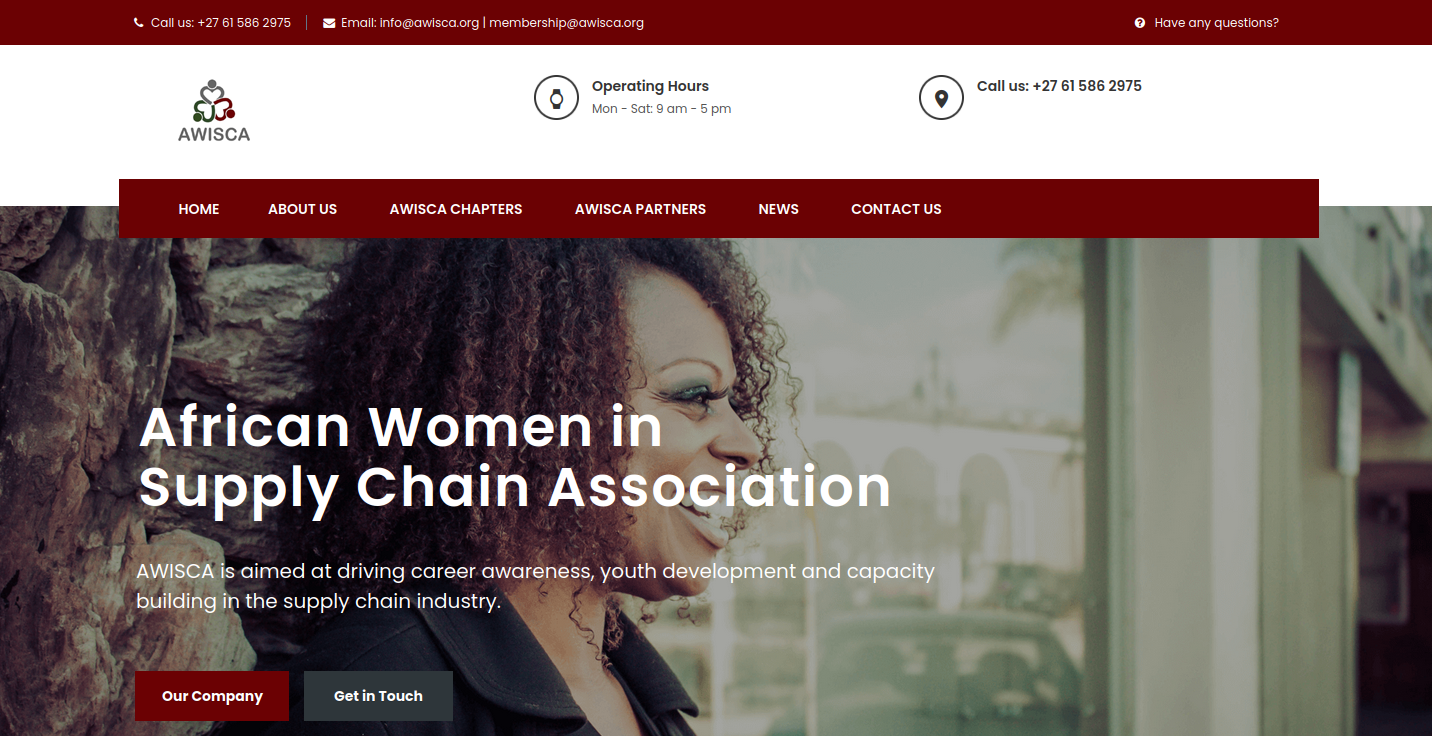 Call us: +27 61 586 2975
Email: info@awisca.org | membership@awisca.org
Have any questions?
AWISCA
Operating Hours
Mon - Sat: 9 am - 5 pm
Call us: +27 61 586 2975
HOME
ABOUT US
AWISCA CHAPTERS
AWISCA PARTNERS
NEWS
CONTACT US
African Women in
Supply Chain Association
AWISCA is aimed at driving career awareness, youth development and capacity
building in the supply chain industry.
Our Company
Get in Touch